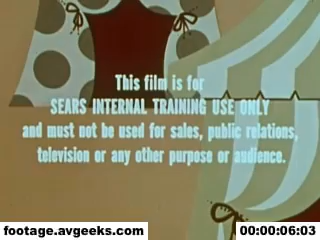 This film is for
SEARS INTERNAL TRAINING USE ONLY
and must not be used for sales, public relations,
television or any other purpose or audience.
footage.avgeeks.com
00:00:06:03